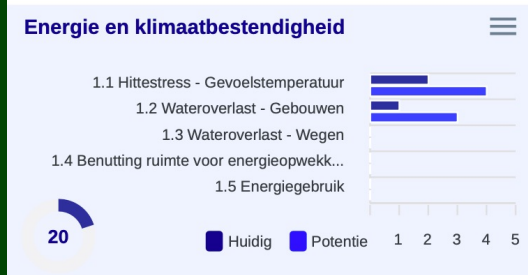 Energie en klimaatbestendigheid
1.1 Hittestress - Gevoelstemperatuur
1.2 Wateroverlast - Gebouwen
1.3 Wateroverlast - Wegen
1.4 Benutting ruimte voor energieopwekk...
1.5 Energiegebruik
20
Huidig Potentie 1 2 3 4 5